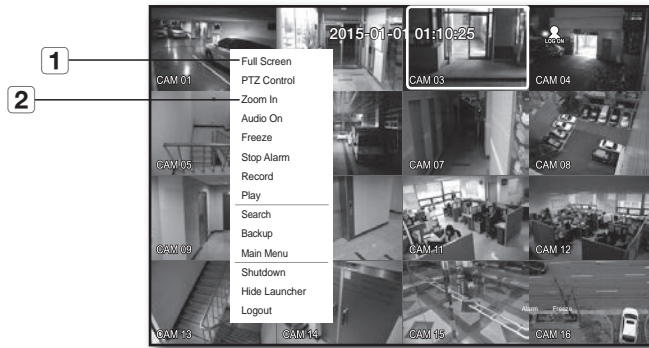 2015-01-01 01:10:25
LOG ON
CAM 01
CAM 03
CAM 04
1
2
Full Screen
PTZ Control
Zoom In
Audio On
Freeze
Stop Alarm
Record
Play
Search
Backup
Main Menu
Shutdown
Hide Launcher
Logout
CAM 05
CAM 07
CAM 08
CAM 09
CAM 11
CAM 12
Alarm Freeze
CAM 13
CAM 14
CAM 15
CAM 16